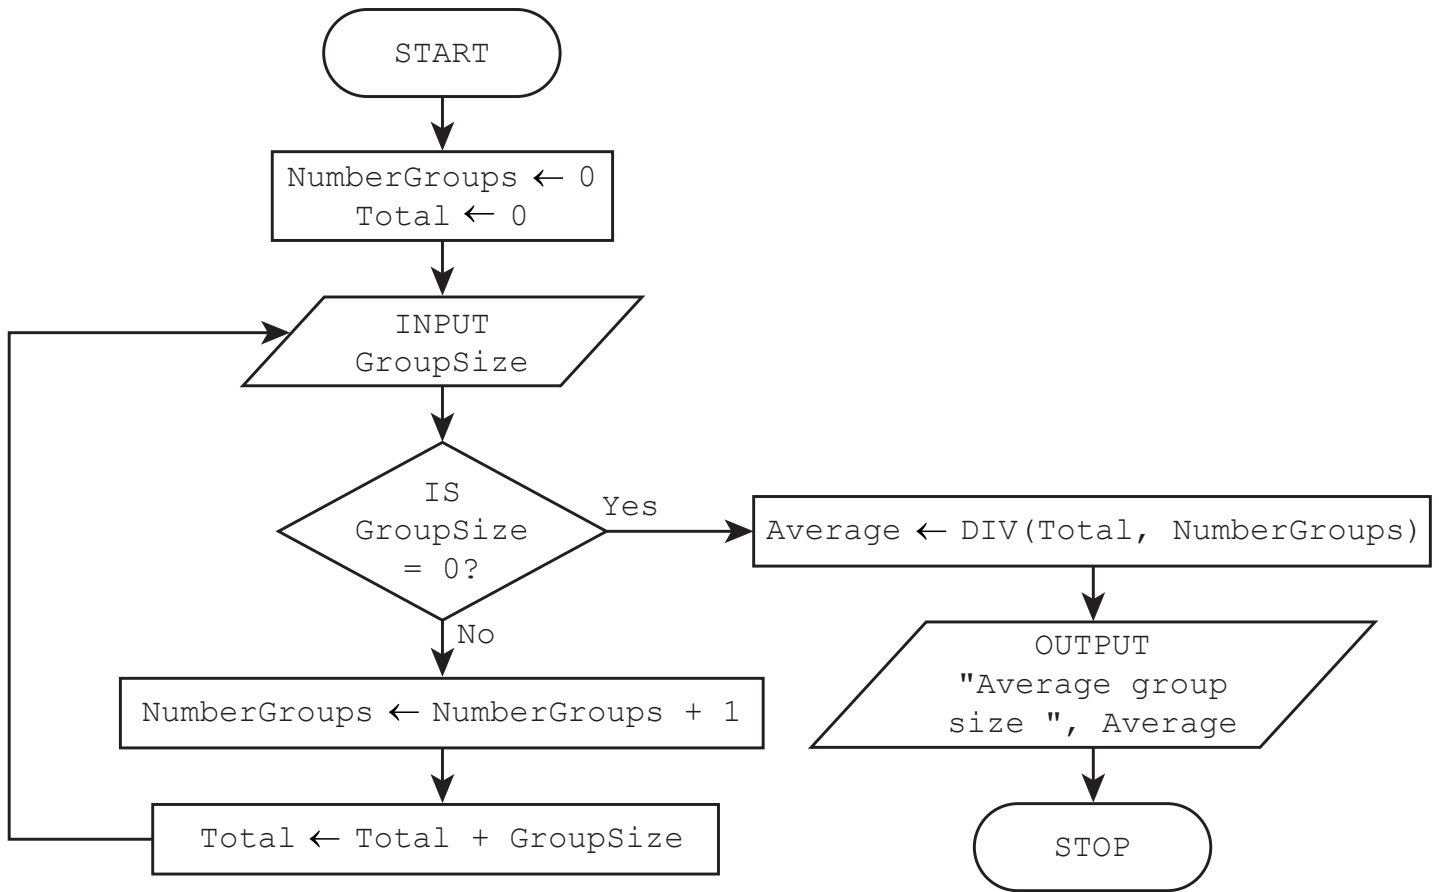 START
NumberGroups ← 0
Total ← 0
INPUT
GroupSize
IS
GroupSize
= 0?
Yes
No
NumberGroups ← NumberGroups + 1
Total ← Total + GroupSize
Average ← DIV(Total, NumberGroups)
OUTPUT
"Average group
size ", Average
STOP